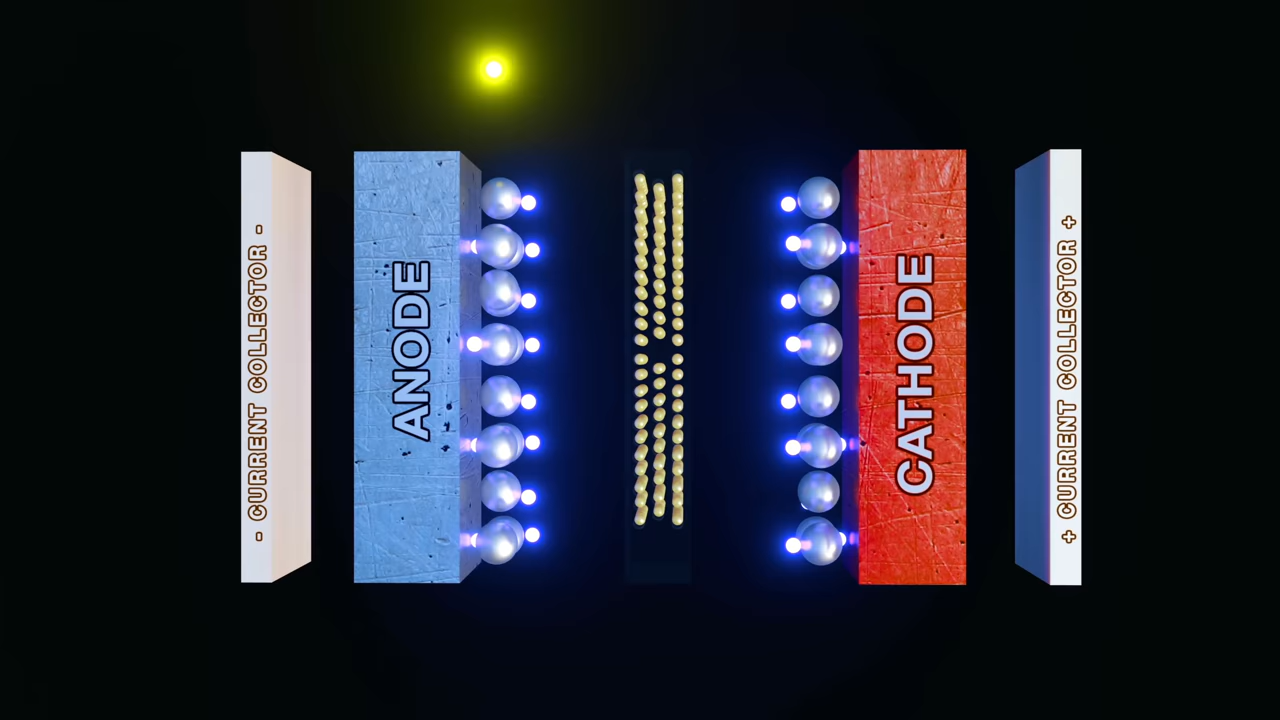 - CURRENT COLLECTOR -
ANODE
CATHODE
+ CURRENT COLLECTOR +